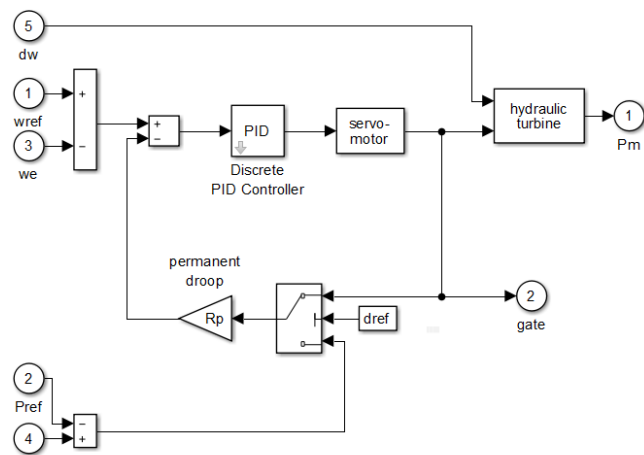 5
dw
1
wref
3
we
+
−
+
−
PID
Discrete
PID Controller
servo-
motor
hydraulic
turbine
1
Pm
permanent
droop
Rp
dref
2
gate
2
Pref
4
−
+